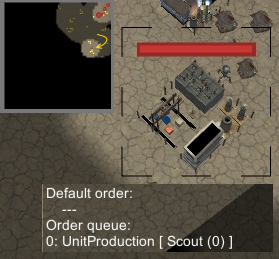 Default order:
---
Order queue:
0: UnitProduction [ Scout (0) ]